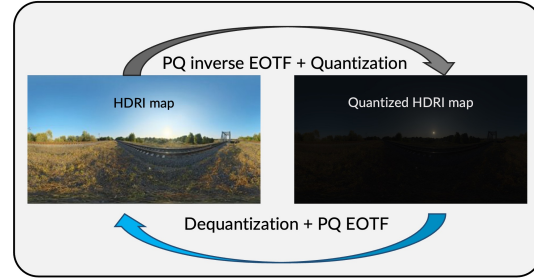 PQ inverse EOTF + Quantization
HDRI map
Quantized HDRI map
Dequantization + PQ EOTF